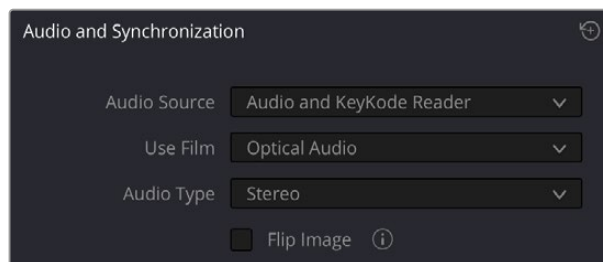 Audio and Synchronization
Audio Source Audio and KeyKode Reader
Use Film Optical Audio
Audio Type Stereo
Flip Image